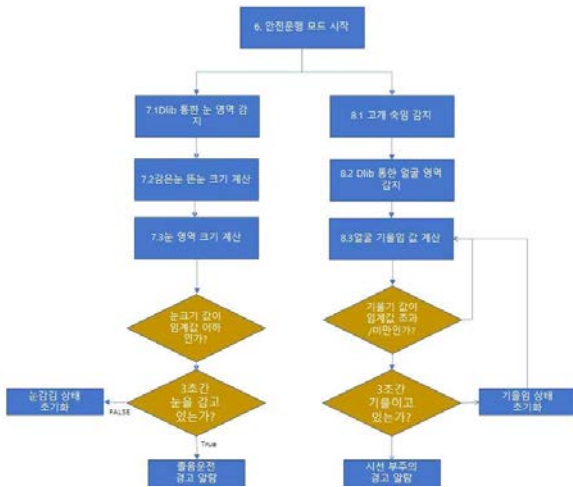 6. 안전운행 모드 시작
7.1Dlib 통한 눈 영역 감
지
8.1 고개 숙임 감지
7.2감은눈 뜬눈 크기 계산
8.2 Dlib 통한 얼굴 영역
감지
7.3눈 영역 크기 계산
8.3얼굴 기울임 값 계산
눈크기 값이
임계값 이하
인가?
기울기 값이
임계값 초과
/미만인가?
눈감김 상태
초기화
FALSE
3초간
눈을 감고
있는가?
3초간
기울이고
있는가?
기울임 상태
초기화
True
졸음운전
경고 알람
시선 부주의
경고 알람